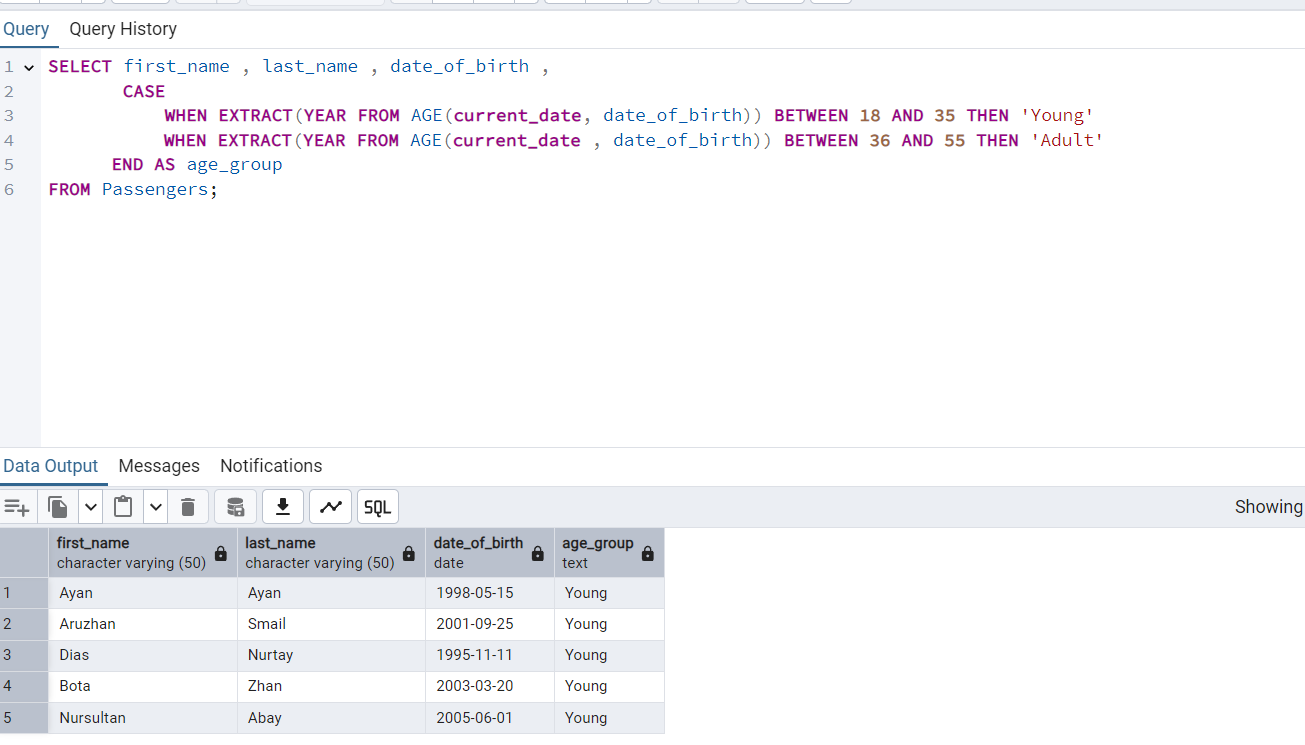 Query Query History
1 SELECT first_name , last_name , date_of_birth ,
2 CASE
3 WHEN EXTRACT(YEAR FROM AGE(current_date, date_of_birth)) BETWEEN 18 AND 35 THEN 'Young'
4 WHEN EXTRACT(YEAR FROM AGE(current_date , date_of_birth)) BETWEEN 36 AND 55 THEN 'Adult'
5 END AS age_group
6 FROM Passengers;
Data Output Messages Notifications
SQL Showing
first_name last_name date_of_birth age_group
character varying (50) character varying (50) date text
1 Ayan Ayan 1998-05-15 Young
2 Aruzhan Smail 2001-09-25 Young
3 Dias Nurtay 1995-11-11 Young
4 Bota Zhan 2003-03-20 Young
5 Nursultan Abay 2005-06-01 Young